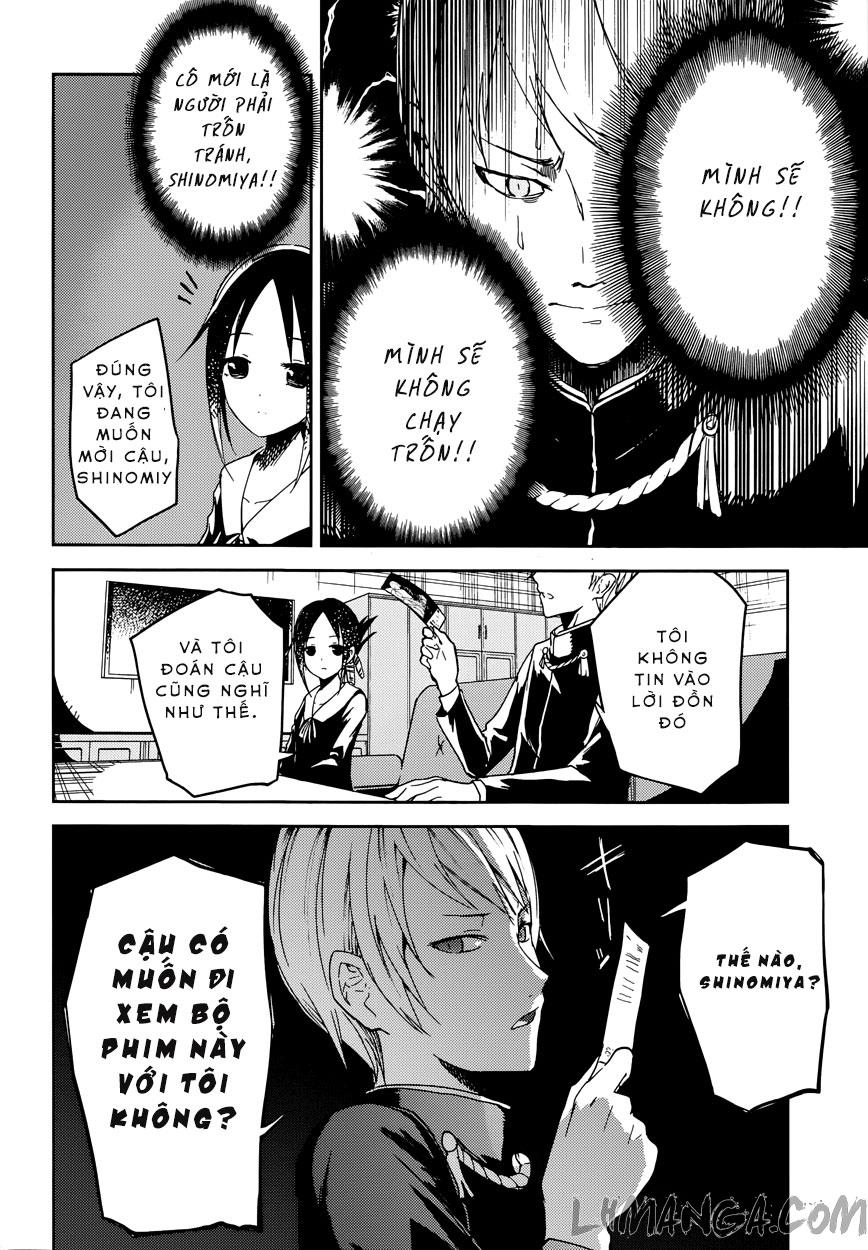 MÌNH SẼ
KHÔNG!!
MÌNH SẼ
KHÔNG
CHẠY
TRỐN!!
CÔ MỚI LÀ
NGƯỜI PHẢI
TRỐN
TRÁNH,
SHINOMIYA!!
ĐÚNG
VẬY, TÔI
ĐANG
MUỐN
MỜI CẬU,
SHINOMIY
TÔI
KHÔNG
TIN VÀO
LỜI ĐỒN
ĐÓ
VÀ TÔI
ĐOÁN CẬU
CŨNG NGHĨ
NHƯ THẾ.
THẾ NÀO,
SHINOMIYA?
CẬU CÓ
MUỐN ĐI
XEM BỘ
PHIM NÀY
VỚI TÔI
KHÔNG?
LHMANGA.COM